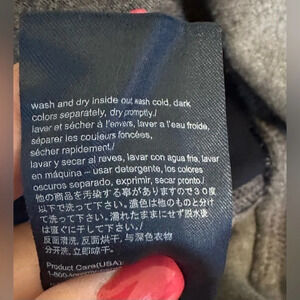 wash and dry inside out wash cold, dark
colors separately, dry promptly./
lavar et sécher à l'envers, laver a l'eau froide,
séparer les couleurs foncées,
sécher rapidement./
lavar y secar al reves, lavar con agua fria, lavar
en máquina – usar detergente, los colores
oscuros separado, exprimir, secar pronto./
他の商品を汚染する事がありますので30度
以下で洗って下さい。濃色は他のものと分け
て洗って下さい。濡れたままにせず脱水後
は直ぐに干して下さい。/
反面清洗, 反面烘干, 与深色衣物
分开洗, 立即晾干。
Product Care(USA):
1-800-